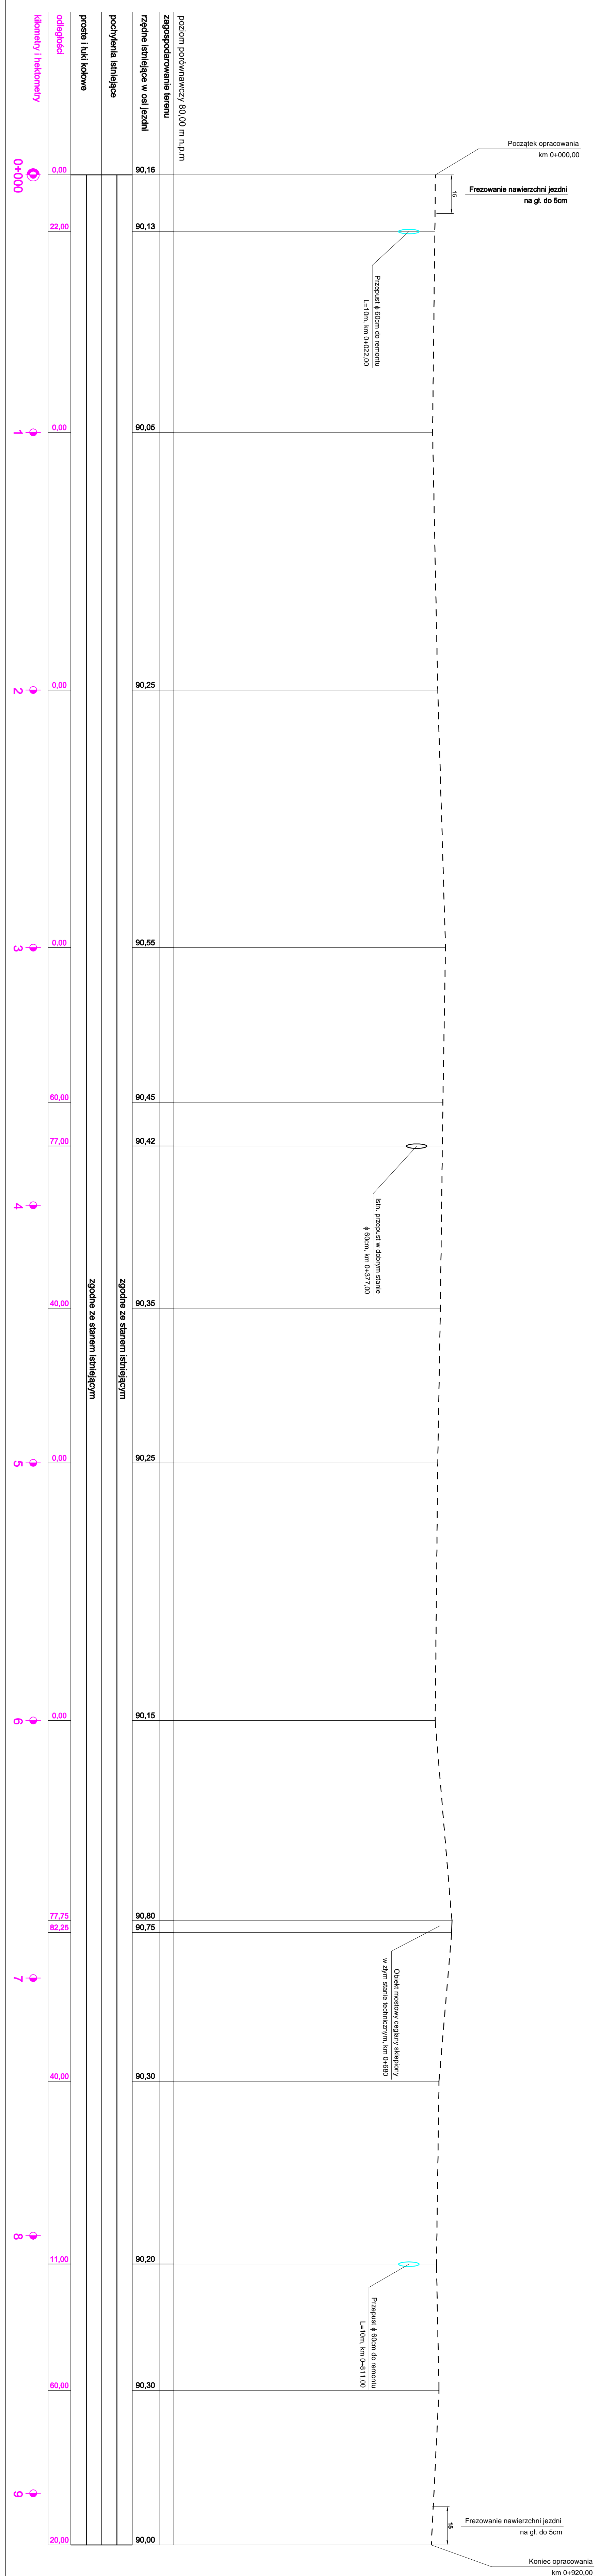 Początek opracowania
km 0+000,00
Frezowanie nawierzchni jezdni
na gł. do 5cm
15
Przepust ϕ 60cm do remontu
L=10m, km 0+022,00
Istn. przepust w dobrym stanie
ϕ 60cm, km 0+377,00
Obiekt mostowy ceglany sklepiony
w złym stanie technicznym, km 0+680
Przepust ϕ 60cm do remontu
L=10m, km 0+811,00
15
Frezowanie nawierzchni jezdni
na gł. do 5cm
Koniec opracowania
km 0+920,00
poziom porównawczy 80,00 m n.p.m
zagospodarowanie terenu
rzędne istniejące w osi jezdni
90,16
90,13
90,05
90,25
90,55
90,45
90,42
90,35
90,25
90,15
90,80
90,75
90,30
90,20
90,30
90,00
pochylenia istniejące
zgodne ze stanem istniejącym
proste i łuki kołowe
zgodne ze stanem istniejącym
odległości
0,00
22,00
0,00
0,00
0,00
60,00
77,00
40,00
0,00
0,00
77,75
82,25
40,00
11,00
60,00
20,00
kilometry i hektometry
0+000
1
2
3
4
5
6
7
8
9